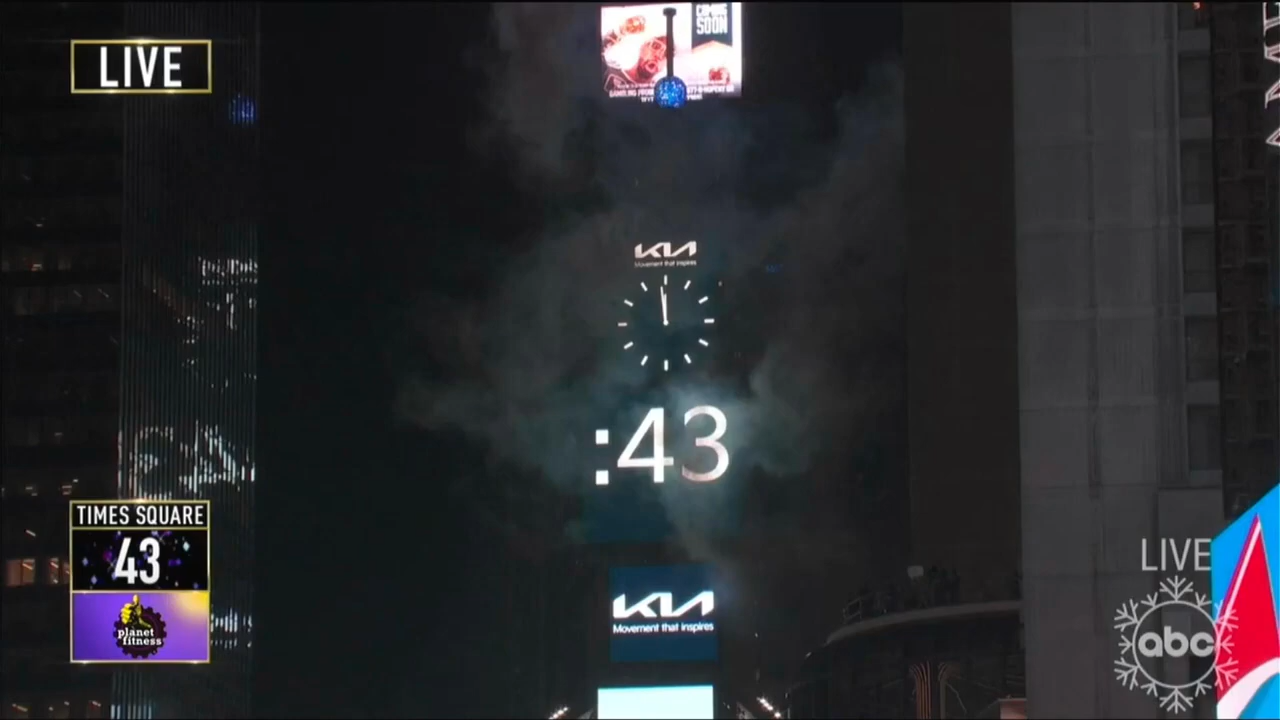 LIVE
COMING
SOON
KIA
Movement that inspires
:43
TIMES SQUARE
43
planet
fitness
KIA
Movement that inspires
LIVE
abc